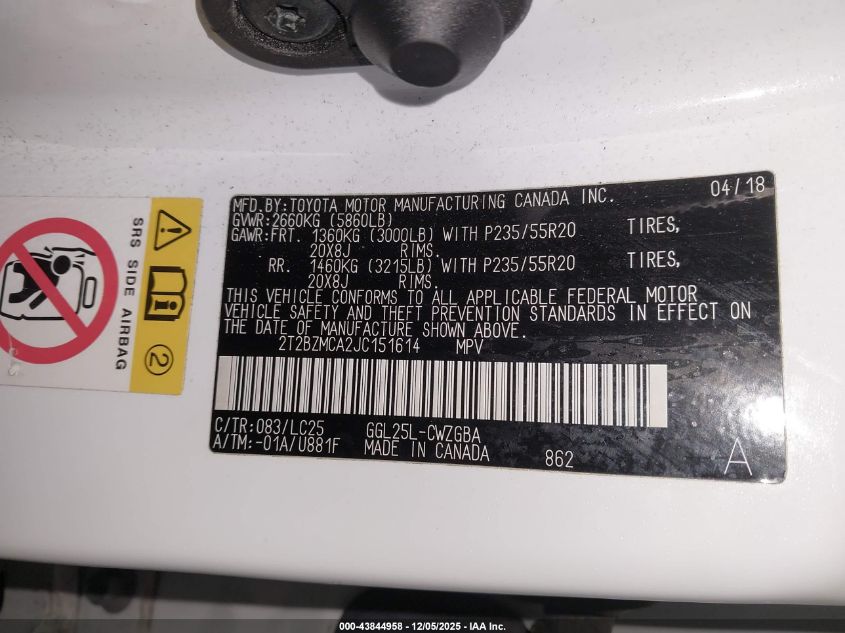 MFD. BY: TOYOTA MOTOR MANUFACTURING CANADA INC. 04/18
GVWR: 2660KG (5860LB)
GAWR: FRT. 1360KG (3000LB) WITH P235/55R20 TIRES,
20X8J RIMS.
RR. 1460KG (3215LB) WITH P235/55R20 TIRES,
20X8J RIMS.
THIS VEHICLE CONFORMS TO ALL APPLICABLE FEDERAL MOTOR
VEHICLE SAFETY AND THEFT PREVENTION STANDARDS IN EFFECT ON
THE DATE OF MANUFACTURE SHOWN ABOVE.
2T2BZMCA2JC151614 MPV
C/TR: 083/LC25 GGL25L-CWZGBA
A/TM: -01A/U881F MADE IN CANADA 862 A
SRS SIDE AIRBAG
2
000-43844958 - 12/05/2025 - IAA Inc.